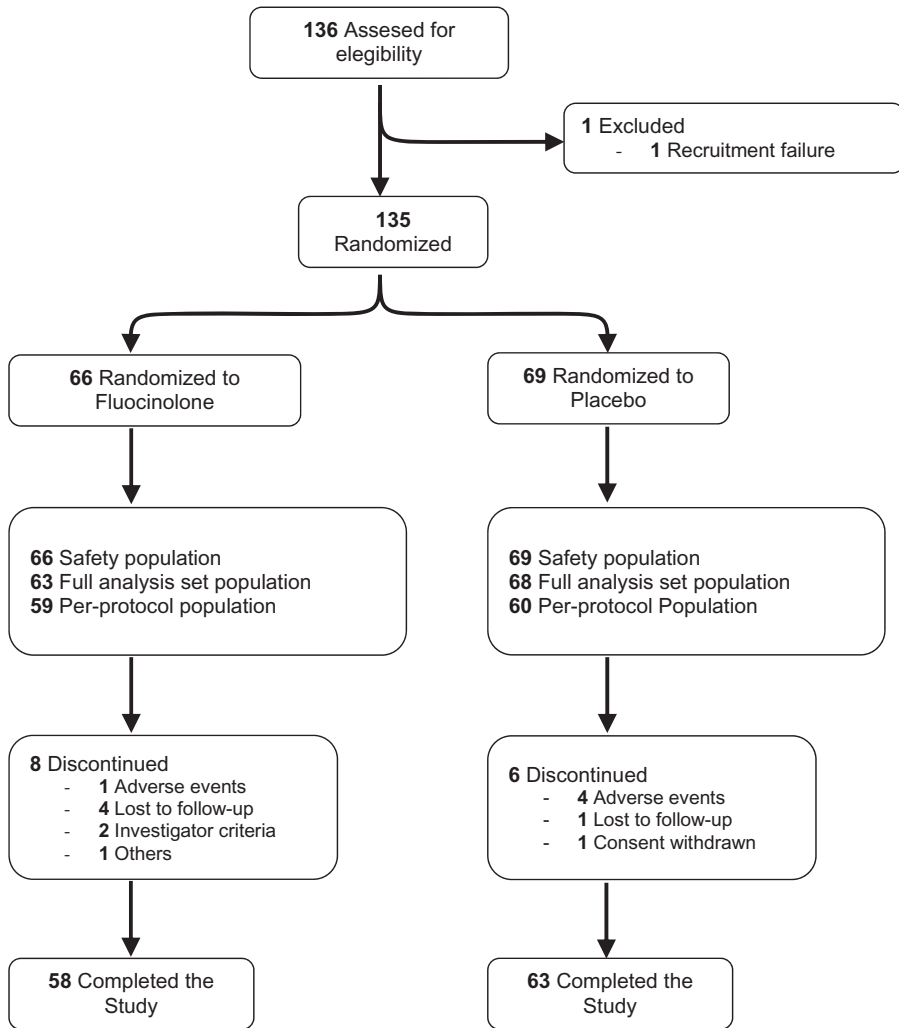 136 Assesed for
elegibility
1 Excluded
- 1 Recruitment failure
135
Randomized
66 Randomized to
Fluocinolone
69 Randomized to
Placebo
66 Safety population
63 Full analysis set population
59 Per-protocol population
69 Safety population
68 Full analysis set population
60 Per-protocol Population
8 Discontinued
- 1 Adverse events
- 4 Lost to follow-up
- 2 Investigator criteria
- 1 Others
6 Discontinued
- 4 Adverse events
- 1 Lost to follow-up
- 1 Consent withdrawn
58 Completed the
Study
63 Completed the
Study